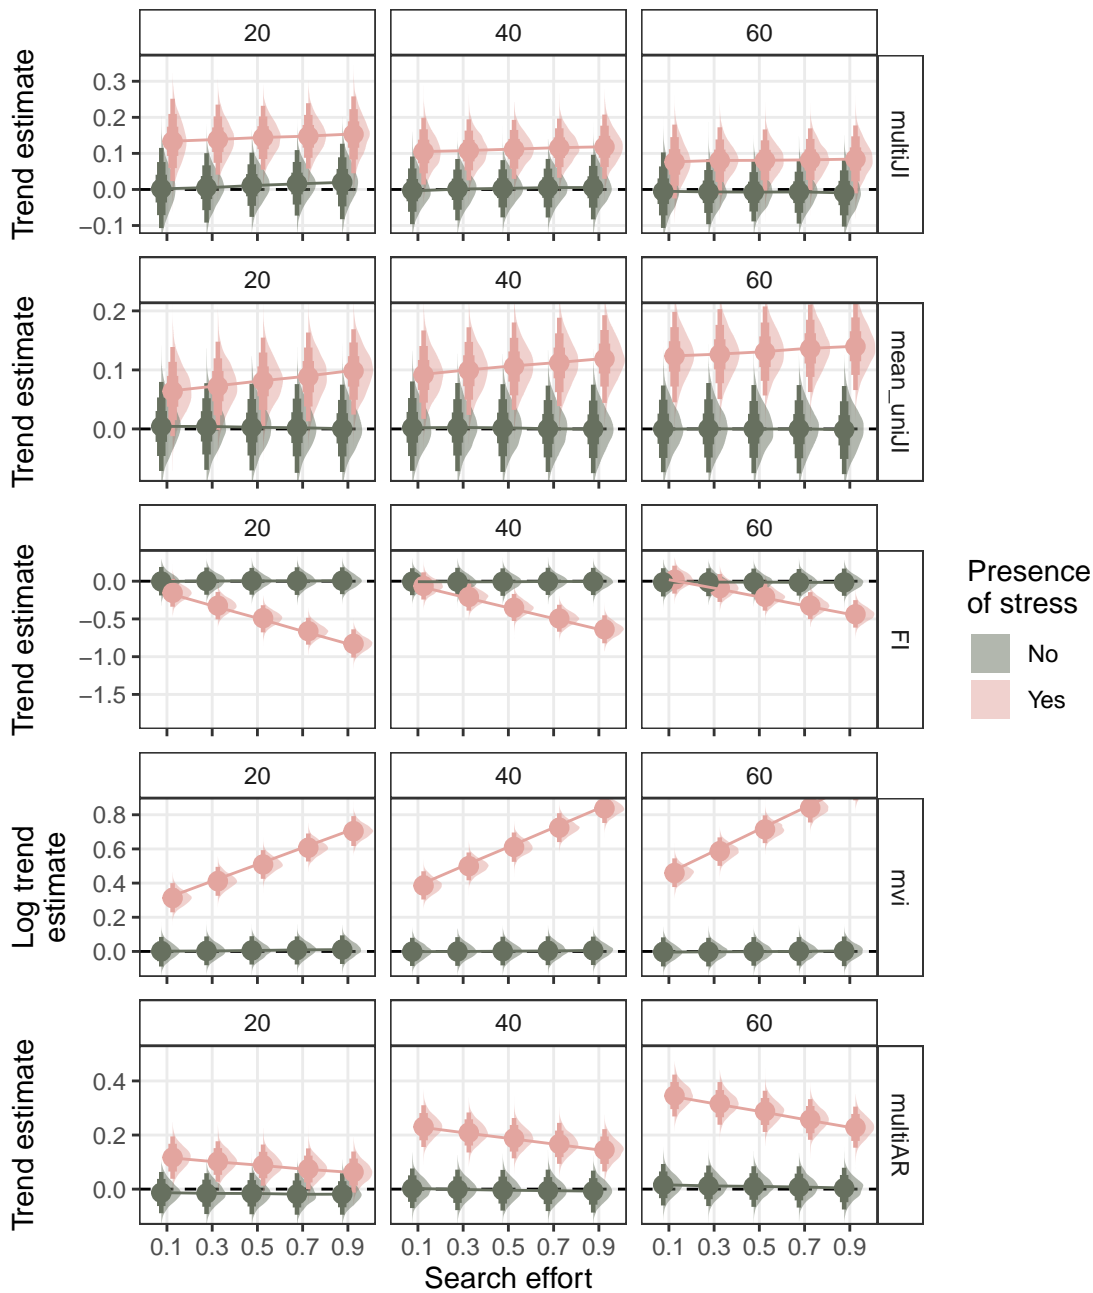 20 40 60
Trend estimate
0.3
0.2
0.1
0.0
−0.1
multiJI
20 40 60
Trend estimate
0.2
0.1
0.0
mean_uniJI
20 40 60
Trend estimate
0.0
−0.5
−1.0
−1.5
FI
Presence
of stress
No
Yes
20 40 60
Log trend
estimate
0.8
0.6
0.4
0.2
0.0
mvi
20 40 60
Trend estimate
0.4
0.2
0.0
multiAR
0.1 0.3 0.5 0.7 0.9 0.1 0.3 0.5 0.7 0.9 0.1 0.3 0.5 0.7 0.9
Search effort